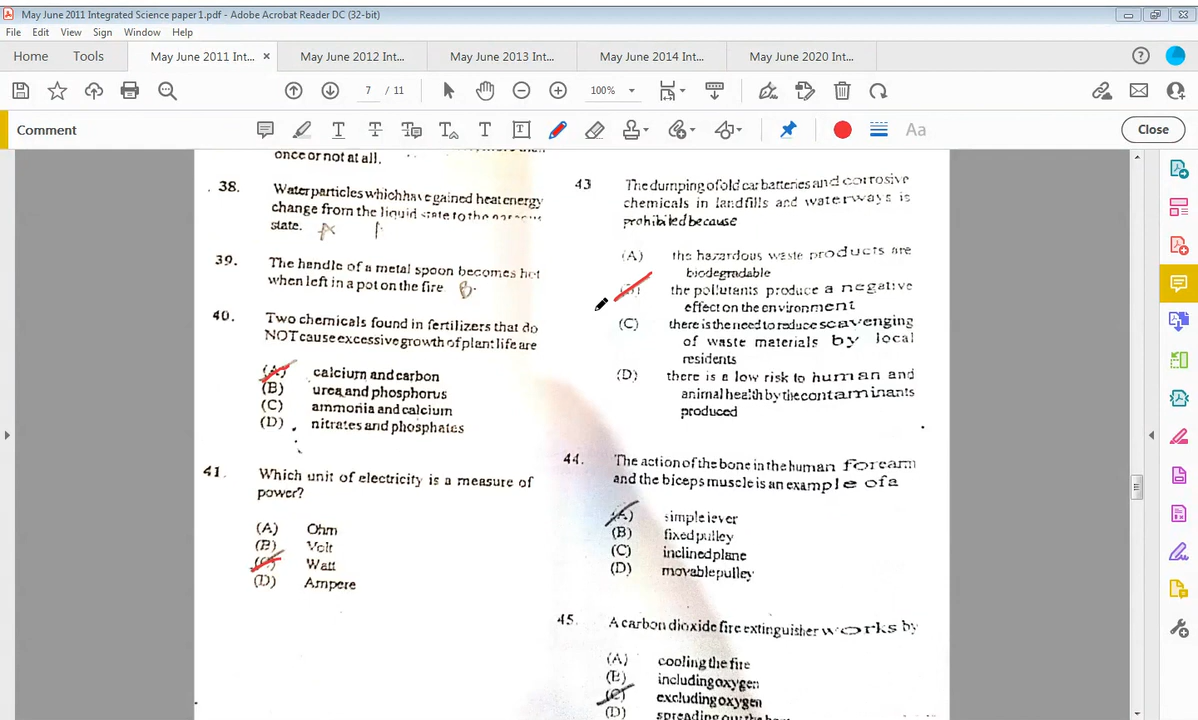 May June 2011 Integrated Science paper 1.pdf - Adobe Acrobat Reader DC (32-bit)
File Edit View Sign Window Help
Home Tools May June 2011 Int... × May June 2012 Int... May June 2013 Int... May June 2014 Int... May June 2020 Int...
7 / 11 100%
Comment Close
once or not at all.
38. Water particles which have gained heat energy
change from the liquid state to the gaseous
state.
39. The handle of a metal spoon becomes hot
when left in a pot on the fire B
40. Two chemicals found in fertilizers that do
NOT cause excessive growth of plant life are
(A) calcium and carbon
(B) urea and phosphorus
(C) ammonia and calcium
(D) nitrates and phosphates
41. Which unit of electricity is a measure of
power?
(A) Ohm
(B) Volt
(C) Watt
(D) Ampere
43 The dumping of old car batteries and corrosive
chemicals in landfills and waterways is
prohibited because
(A) the hazardous waste products are
biodegradable
(B) the pollutants produce a negative
effect on the environment
(C) there is the need to reduce scavenging
of waste materials by local
residents
(D) there is a low risk to human and
animal health by the contaminants
produced
44. The action of the bone in the human forearm
and the biceps muscle is an example of a
(A) simple lever
(B) fixed pulley
(C) inclined plane
(D) movable pulley
45. A carbon dioxide fire extinguisher works by
(A) cooling the fire
(B) including oxygen
(C) excluding oxygen
(D) spreading out the